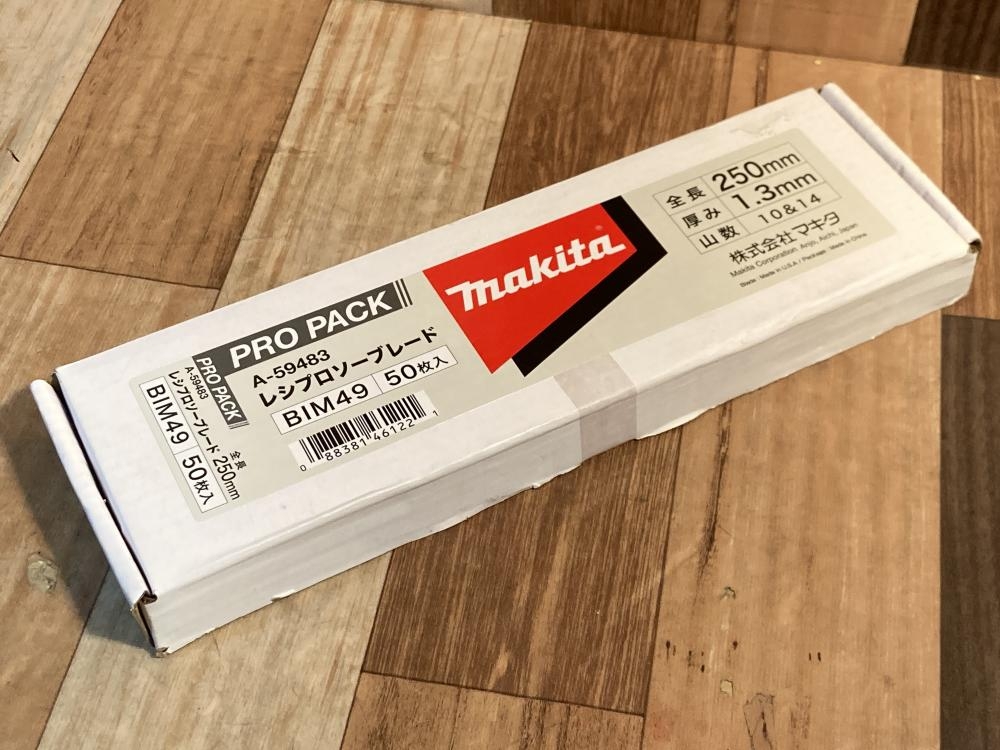 PRO PACK
A-59483
レシプロソーブレード
BIM49 50枚入
0 88381 46122 1
PRO PACK
A-59483
レシプロソーブレード 全長 250mm
BIM49 50枚入
makita
全長 250mm
厚み 1.3mm
山数 10&14
株式会社マキタ
Makita Corporation Anjo, Aichi, Japan
Blade : Made in U.S.A / Package : Made in China